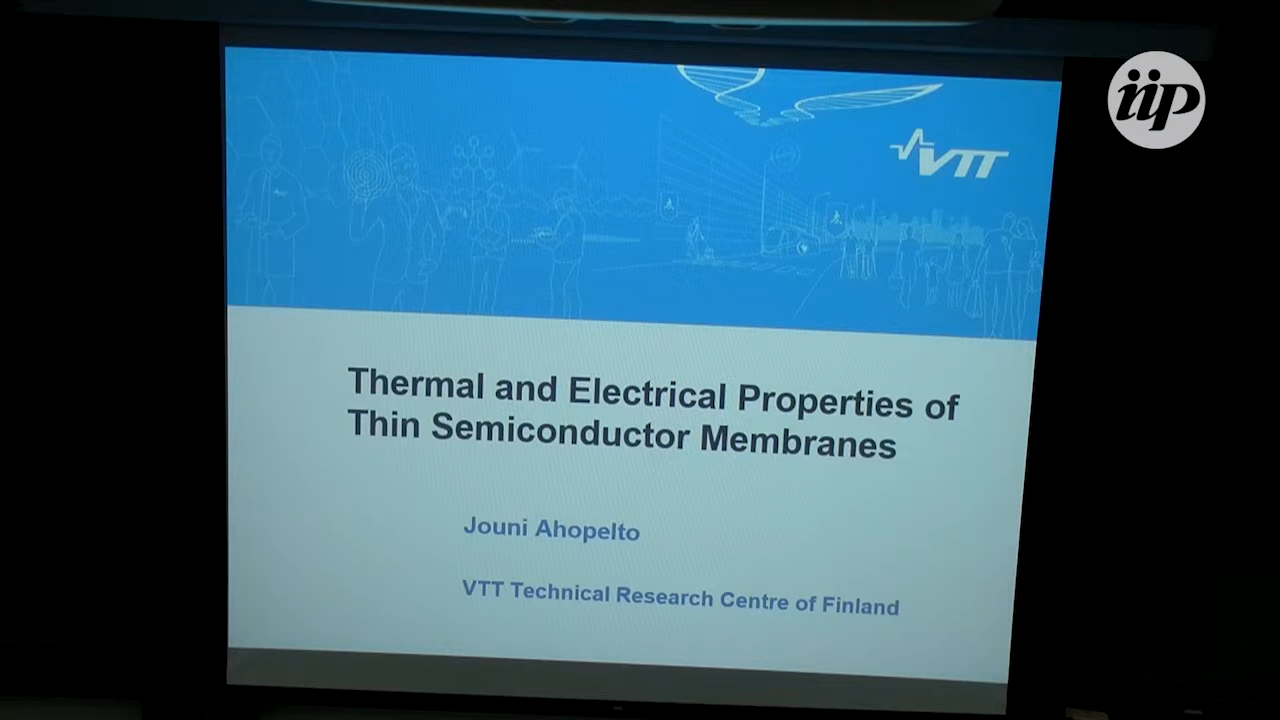 iip
VTT
Thermal and Electrical Properties of
Thin Semiconductor Membranes
Jouni Ahopelto
VTT Technical Research Centre of Finland